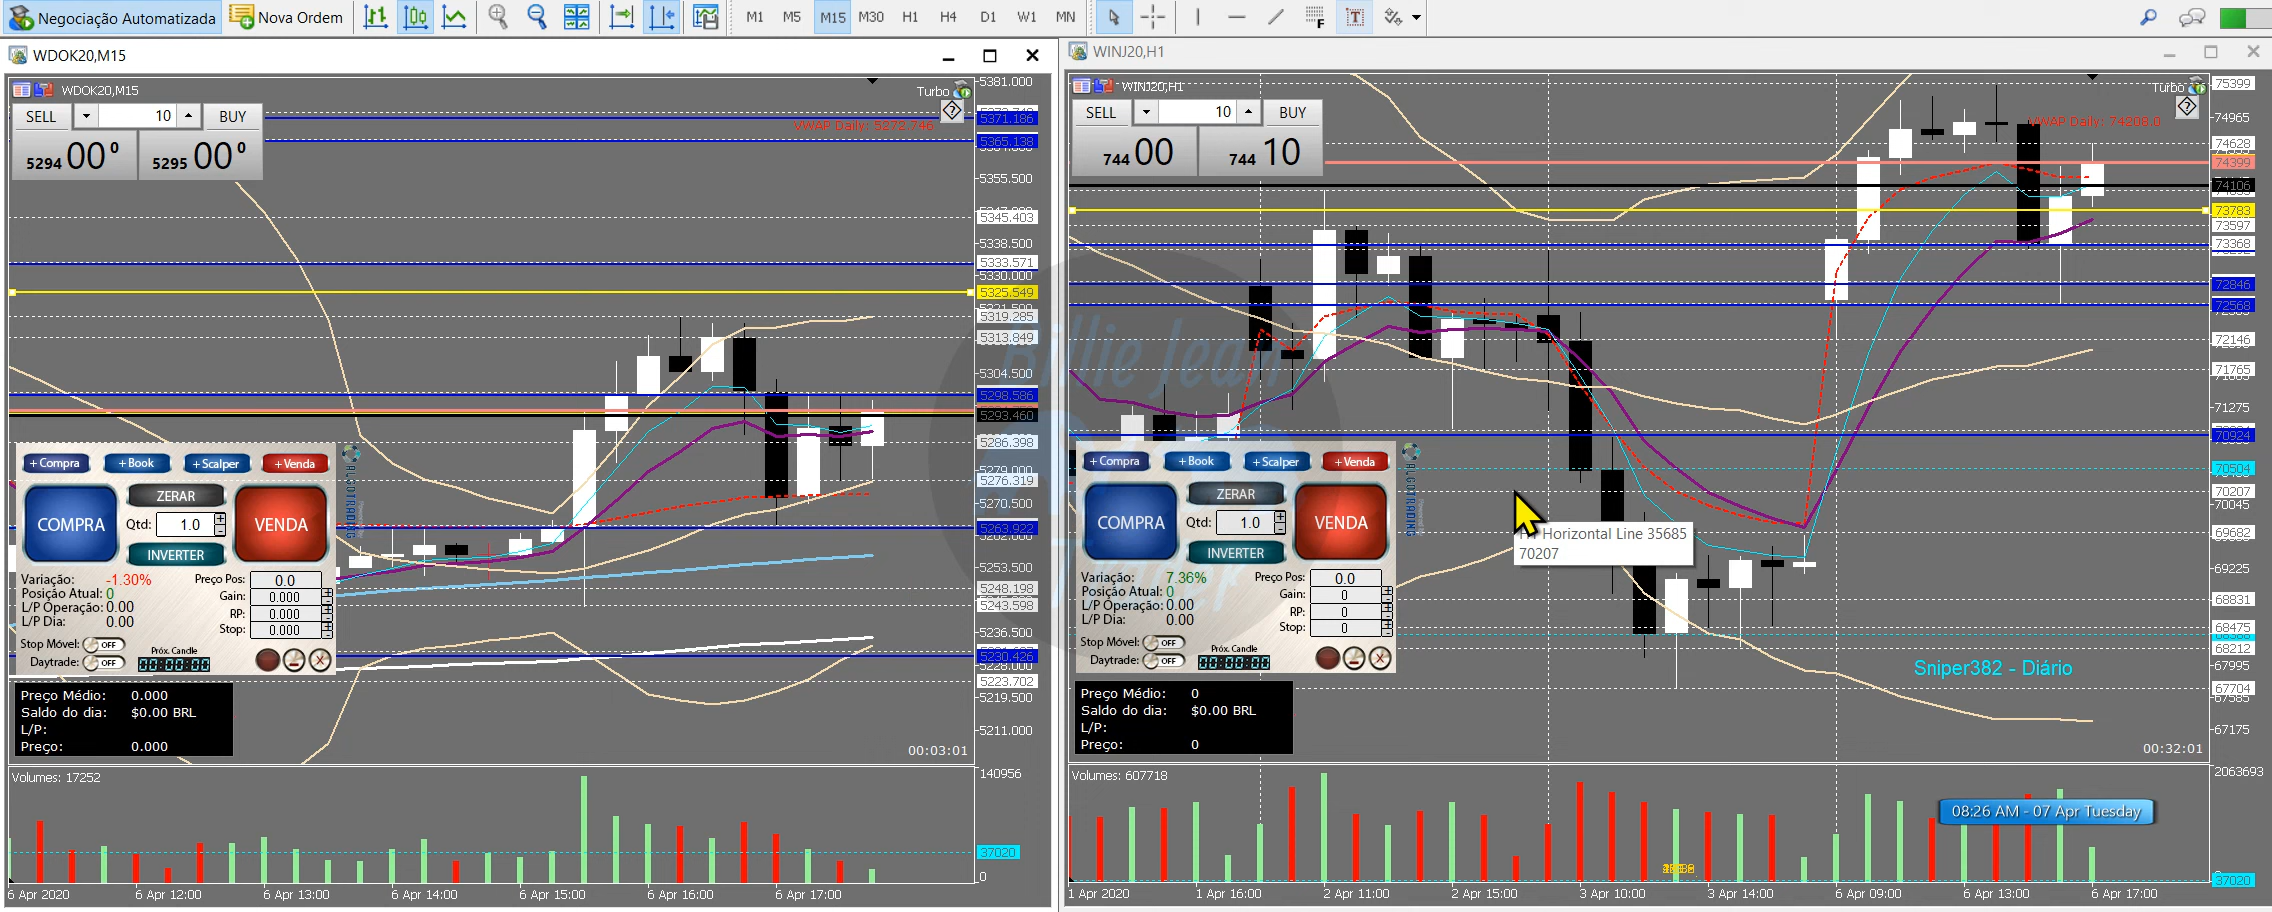 Negociação Automatizada
Nova Ordem
M1 M5 M15 M30 H1 H4 D1 W1 MN
WDOK20,M15
WDOK20,M15
Turbo
SELL 10 BUY
5294 00 0
5295 00 0
VWAP Daily: 5272.746
5381.000
5371.186
5365.138
5355.500
5345.403
5338.500
5333.571
5330.000
5325.549
5319.285
5313.849
5304.500
5298.586
5293.460
5286.398
5279.000
5276.319
5270.500
5263.922
5253.500
5248.198
5243.598
5236.500
5230.426
5228.000
5223.702
5219.500
5211.000
+Compra +Book +Scalper +Venda
COMPRA
ZERAR
Qtd: 1.0
INVERTER
VENDA
ALGOTRADING
Variação: -1.30%
Posição Atual: 0
L/P Operação: 0.00
L/P Dia: 0.00
Preço Pos: 0.0
Gain: 0.000
RP: 0.000
Stop: 0.000
Stop Móvel: OFF
Daytrade: OFF
Próx. Candle
00:00:00
Preço Médio: 0.000
Saldo do dia: $0.00 BRL
L/P:
Preço: 0.000
00:03:01
Volumes: 17252
140956
37020
0
6 Apr 2020 6 Apr 12:00 6 Apr 13:00 6 Apr 14:00 6 Apr 15:00 6 Apr 16:00 6 Apr 17:00
WINJ20,H1
WINJ20,H1
Turbo
SELL 10 BUY
744 00
744 10
VWAP Daily: 74208.0
75399
74965
74628
74399
74106
73783
73597
73368
72846
72568
72146
71765
71275
70924
70504
70207
70045
69682
69225
68831
68475
68212
67995
67704
67175
Billie Jean
Trader
Horizontal Line 35685
70207
+Compra +Book +Scalper +Venda
COMPRA
ZERAR
Qtd: 1.0
INVERTER
VENDA
ALGOTRADING
Variação: 7.36%
Posição Atual: 0
L/P Operação: 0.00
L/P Dia: 0.00
Preço Pos: 0.0
Gain: 0
RP: 0
Stop: 0
Stop Móvel: OFF
Daytrade: OFF
Próx. Candle
00:00:00
Sniper382 - Diário
Preço Médio: 0
Saldo do dia: $0.00 BRL
L/P:
Preço: 0
00:32:01
Volumes: 607718
2063693
08:26 AM - 07 Apr Tuesday
37020
1 Apr 2020 1 Apr 16:00 2 Apr 11:00 2 Apr 15:00 3 Apr 10:00 3 Apr 14:00 6 Apr 09:00 6 Apr 13:00 6 Apr 17:00